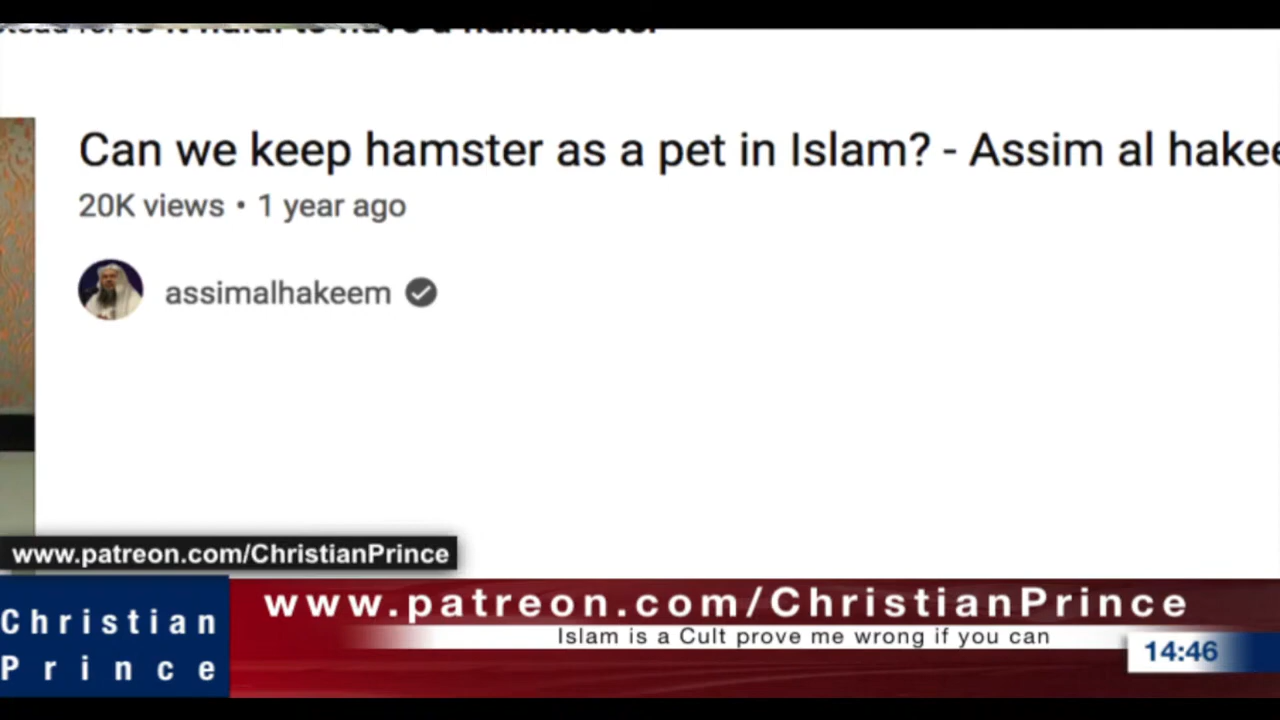 Can we keep hamster as a pet in Islam? - Assim al hakee
20K views • 1 year ago
assimalhakeem
www.patreon.com/ChristianPrince
Christian
Prince
www.patreon.com/ChristianPrince
Islam is a Cult prove me wrong if you can
14:46